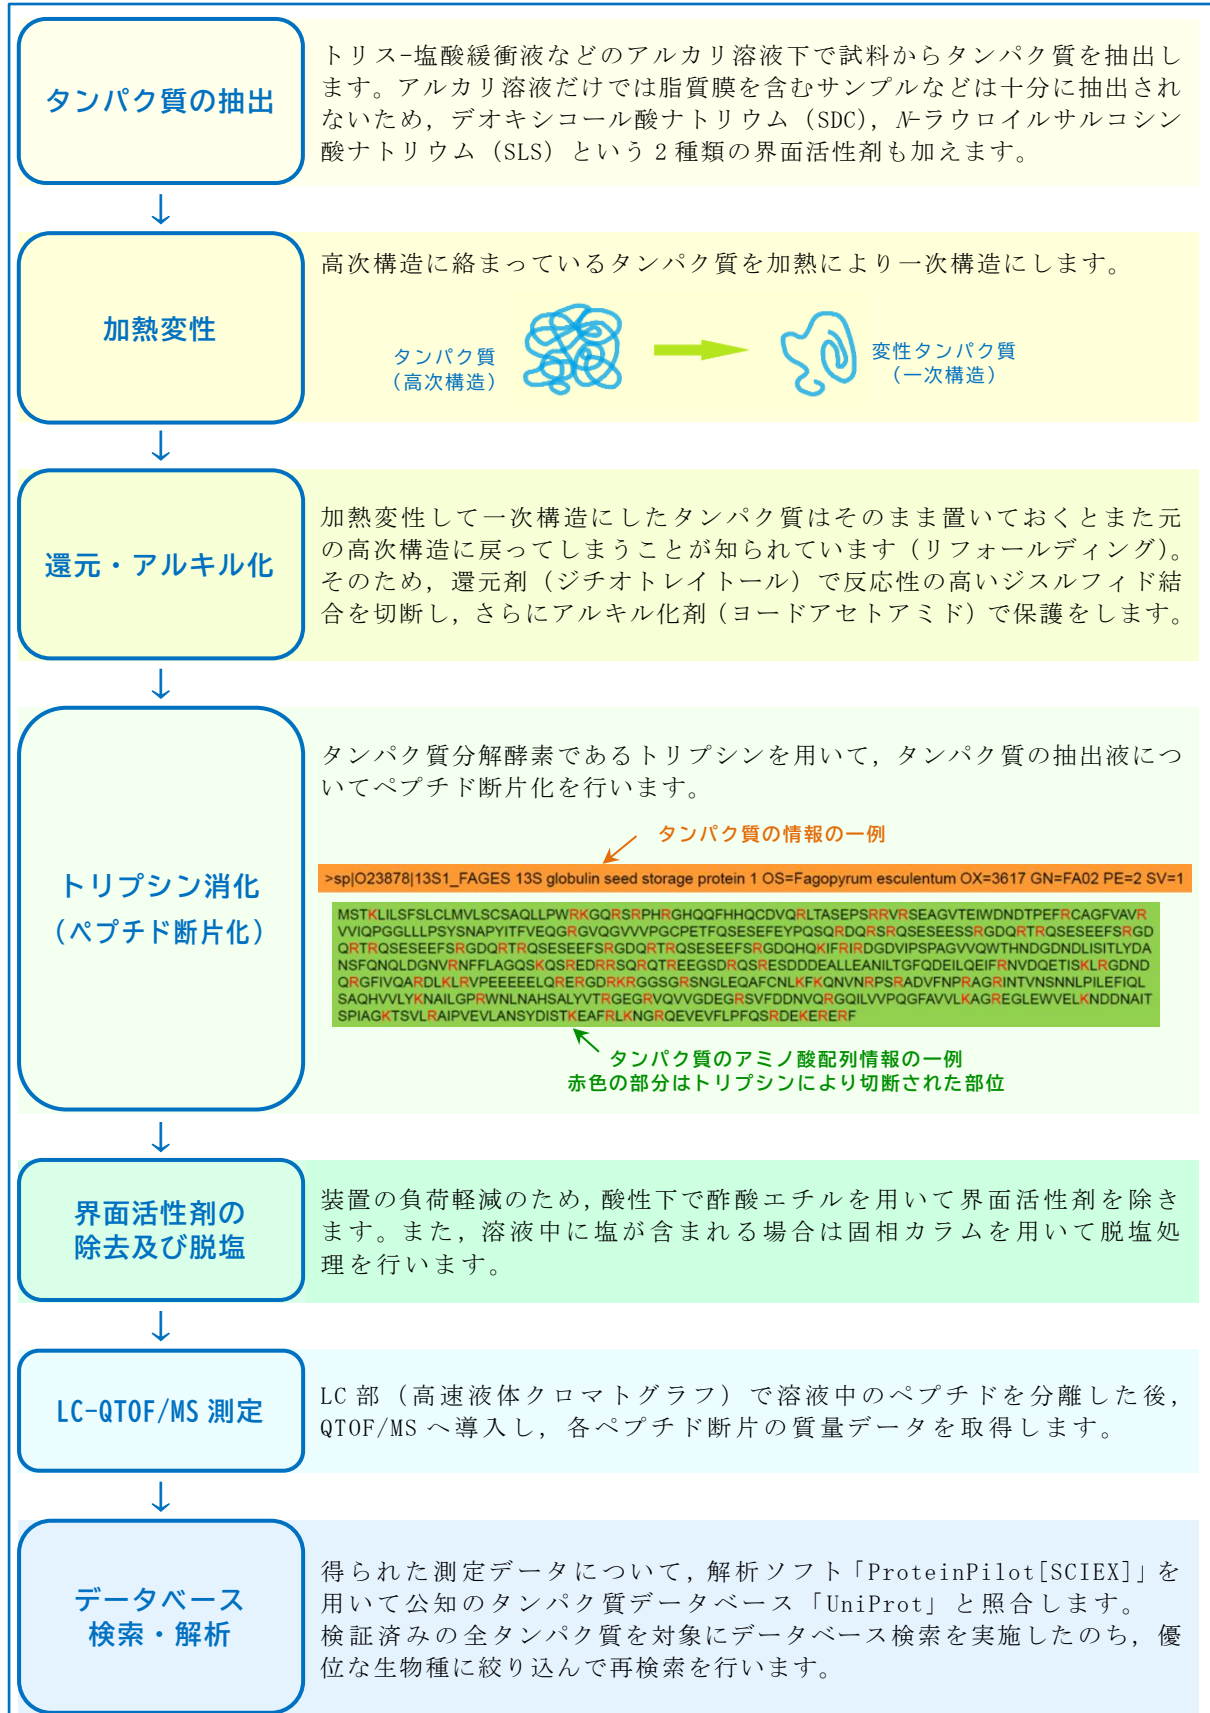 タンパク質の抽出
トリス-塩酸緩衝液などのアルカリ溶液下で試料からタンパク質を抽出し
ます。アルカリ溶液だけでは脂質膜を含むサンプルなどは十分に抽出され
ないため，デオキシコール酸ナトリウム（SDC），N-ラウロイルサルコシン
酸ナトリウム（SLS）という２種類の界面活性剤も加えます。
↓
加熱変性
高次構造に絡まっているタンパク質を加熱により一次構造にします。
タンパク質
（高次構造）
変性タンパク質
（一次構造）
↓
還元・アルキル化
加熱変性して一次構造にしたタンパク質はそのまま置いておくとまた元
の高次構造に戻ってしまうことが知られています（リフォールディング）。
そのため，還元剤（ジチオトレイトール）で反応性の高いジスルフィド結
合を切断し，さらにアルキル化剤（ヨードアセトアミド）で保護をします。
↓
トリプシン消化
（ペプチド断片化）
タンパク質分解酵素であるトリプシンを用いて，タンパク質の抽出液につ
いてペプチド断片化を行います。
タンパク質の情報の一例
>sp|O23878|13S1_FAGES 13S globulin seed storage protein 1 OS=Fagopyrum esculentum OX=3617 GN=FA02 PE=2 SV=1
MSTKLILSFSLCLMVLSCSAQLLPWRKGQRSRPHRGHQQFHHQCDVQRLTASEPSRRVRSEAGVTEIWDNDTPEFRCAGFVAVR
VVIQPGGLLLPSYSNAPYITFVEQGRGVQGVVVPGCPETFQSESEFEYPQSQRDQRSRQSESEESSRGDQRTRQSESEEFSRGD
QRTRQSESEEFSRGDQRTRQSESEEFSRGDQRTRQSESEEFSRGDQHQKIFRIRDGDVIPSPAGVVQWTHNDGDNDLISITLYDA
NSFQNQLDGNVRNFFLAGQSKQSREDRRSQRQTREEGSDRQSRESDDDEALLEANILTGFQDEILQEIFRNVDQETISKLRGDND
QRGFIVQARDLKLRVPEEEEELQRERGDRKRGGSGRSNGLEQAFCNLKFKQNVNRPSRADVFNPRAGRINTVNSNNLPILEFIQL
SAQHVVLYKNAILGPRWNLNAHSALYVTRGEGRVQVVGDEGRSVFDDNVQRGQILVVPQGFAVVLKAGREGLEWVELKNDDNAIT
SPIAGKTSVLRAIPVEVLANSYDISTKEAFRLKNGRQEVEVFLPFQSRDEKERERF
タンパク質のアミノ酸配列情報の一例
赤色の部分はトリプシンにより切断された部位
↓
界面活性剤の
除去及び脱塩
装置の負荷軽減のため，酸性下で酢酸エチルを用いて界面活性剤を除き
ます。また，溶液中に塩が含まれる場合は固相カラムを用いて脱塩処
理を行います。
↓
LC-QTOF/MS 測定
LC 部（高速液体クロマトグラフ）で溶液中のペプチドを分離した後，
QTOF/MS へ導入し，各ペプチド断片の質量データを取得します。
↓
データベース
検索・解析
得られた測定データについて，解析ソフト「ProteinPilot[SCIEX]」を
用いて公知のタンパク質データベース「UniProt」と照合します。
検証済みの全タンパク質を対象にデータベース検索を実施したのち，優
位な生物種に絞り込んで再検索を行います。